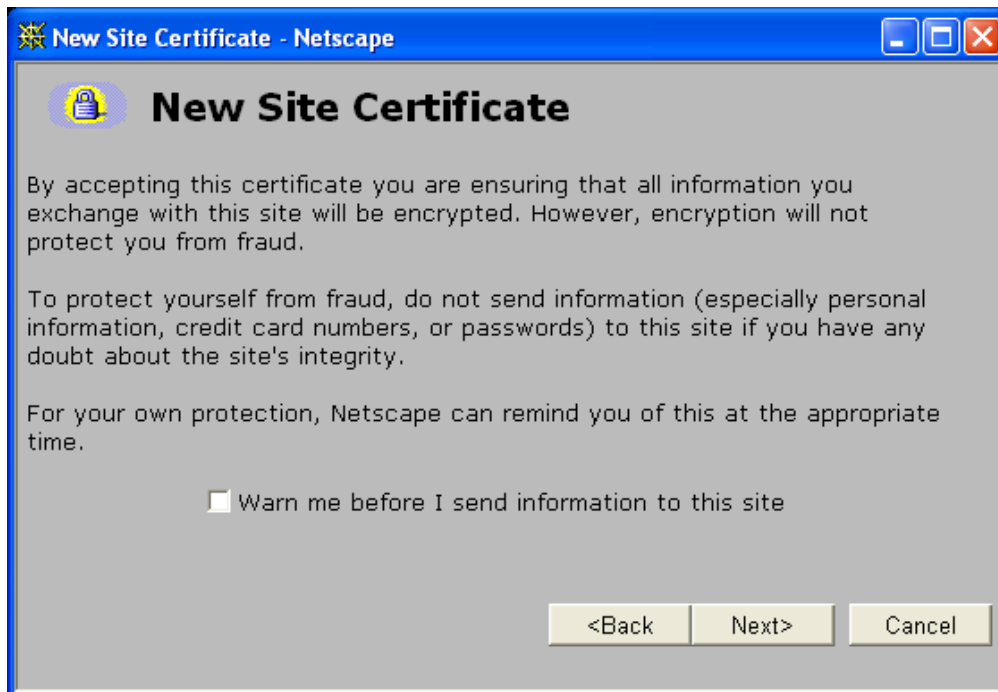 New Site Certificate - Netscape
New Site Certificate
By accepting this certificate you are ensuring that all information you
exchange with this site will be encrypted. However, encryption will not
protect you from fraud.
To protect yourself from fraud, do not send information (especially personal
information, credit card numbers, or passwords) to this site if you have any
doubt about the site's integrity.
For your own protection, Netscape can remind you of this at the appropriate
time.
Warn me before I send information to this site
<Back Next> Cancel